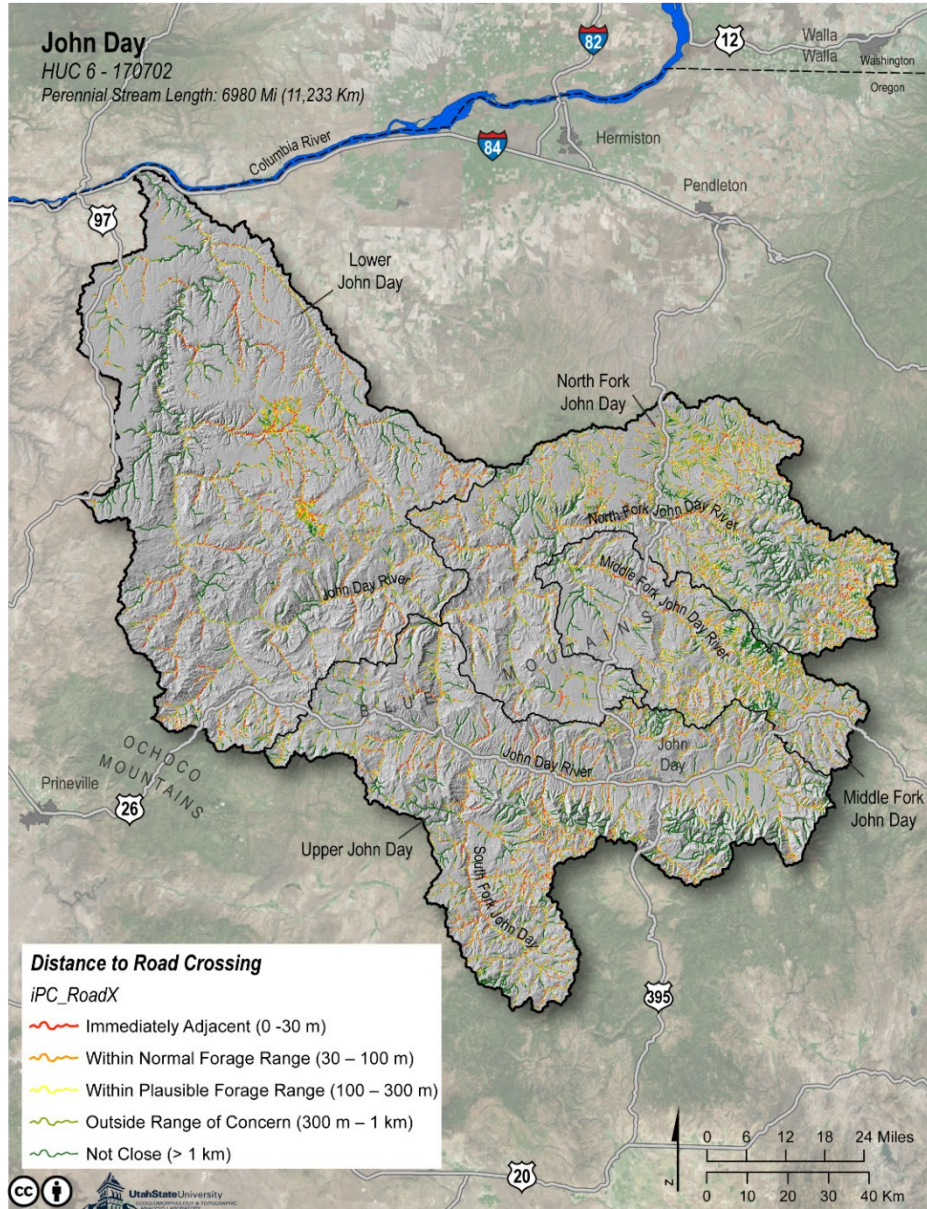 John Day
HUC 6 - 170702
Perennial Stream Length: 6980 Mi (11,233 Km)
82
12
Walla
Walla
Washington
Oregon
Columbia River
84
Hermiston
Pendleton
97
Lower
John Day
North Fork
John Day
North Fork John Day River
Middle Fork John Day River
John Day River
BLUE
MOUNTAINS
OCHOCO
MOUNTAINS
John Day River
John
Day
Prineville
26
Middle Fork
John Day
Upper John Day
South Fork John Day
395
Distance to Road Crossing
iPC_RoadX
Immediately Adjacent (0 -30 m)
Within Normal Forage Range (30 – 100 m)
Within Plausible Forage Range (100 – 300 m)
Outside Range of Concern (300 m – 1 km)
Not Close (> 1 km)
20
N
0 6 12 18 24 Miles
0 10 20 30 40 Km
cc
UtahStateUniversity
ECOGEOMORPHOLOGY & TOPOGRAPHIC
ANALYSIS LABORATORY